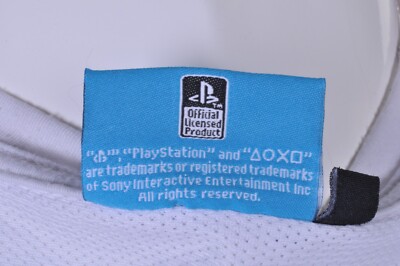 Official
Licensed
Product
"PS", "PlayStation" and "△○✕□"
are trademarks or registered trademarks
of Sony Interactive Entertainment Inc
All rights reserved.